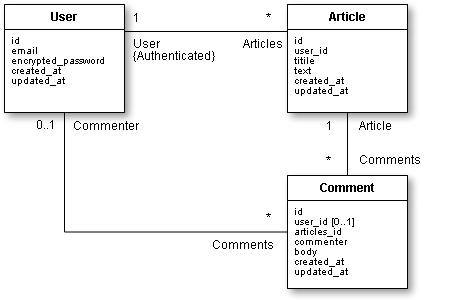 User
id
email
encrypted_password
created_at
updated_at
1
*
User
{Authenticated}
Articles
Article
id
user_id
titile
text
created_at
updated_at
0..1
Commenter
1
Article
*
Comments
*
Comments
Comment
id
user_id [0..1]
articles_id
commenter
body
created_at
updated_at